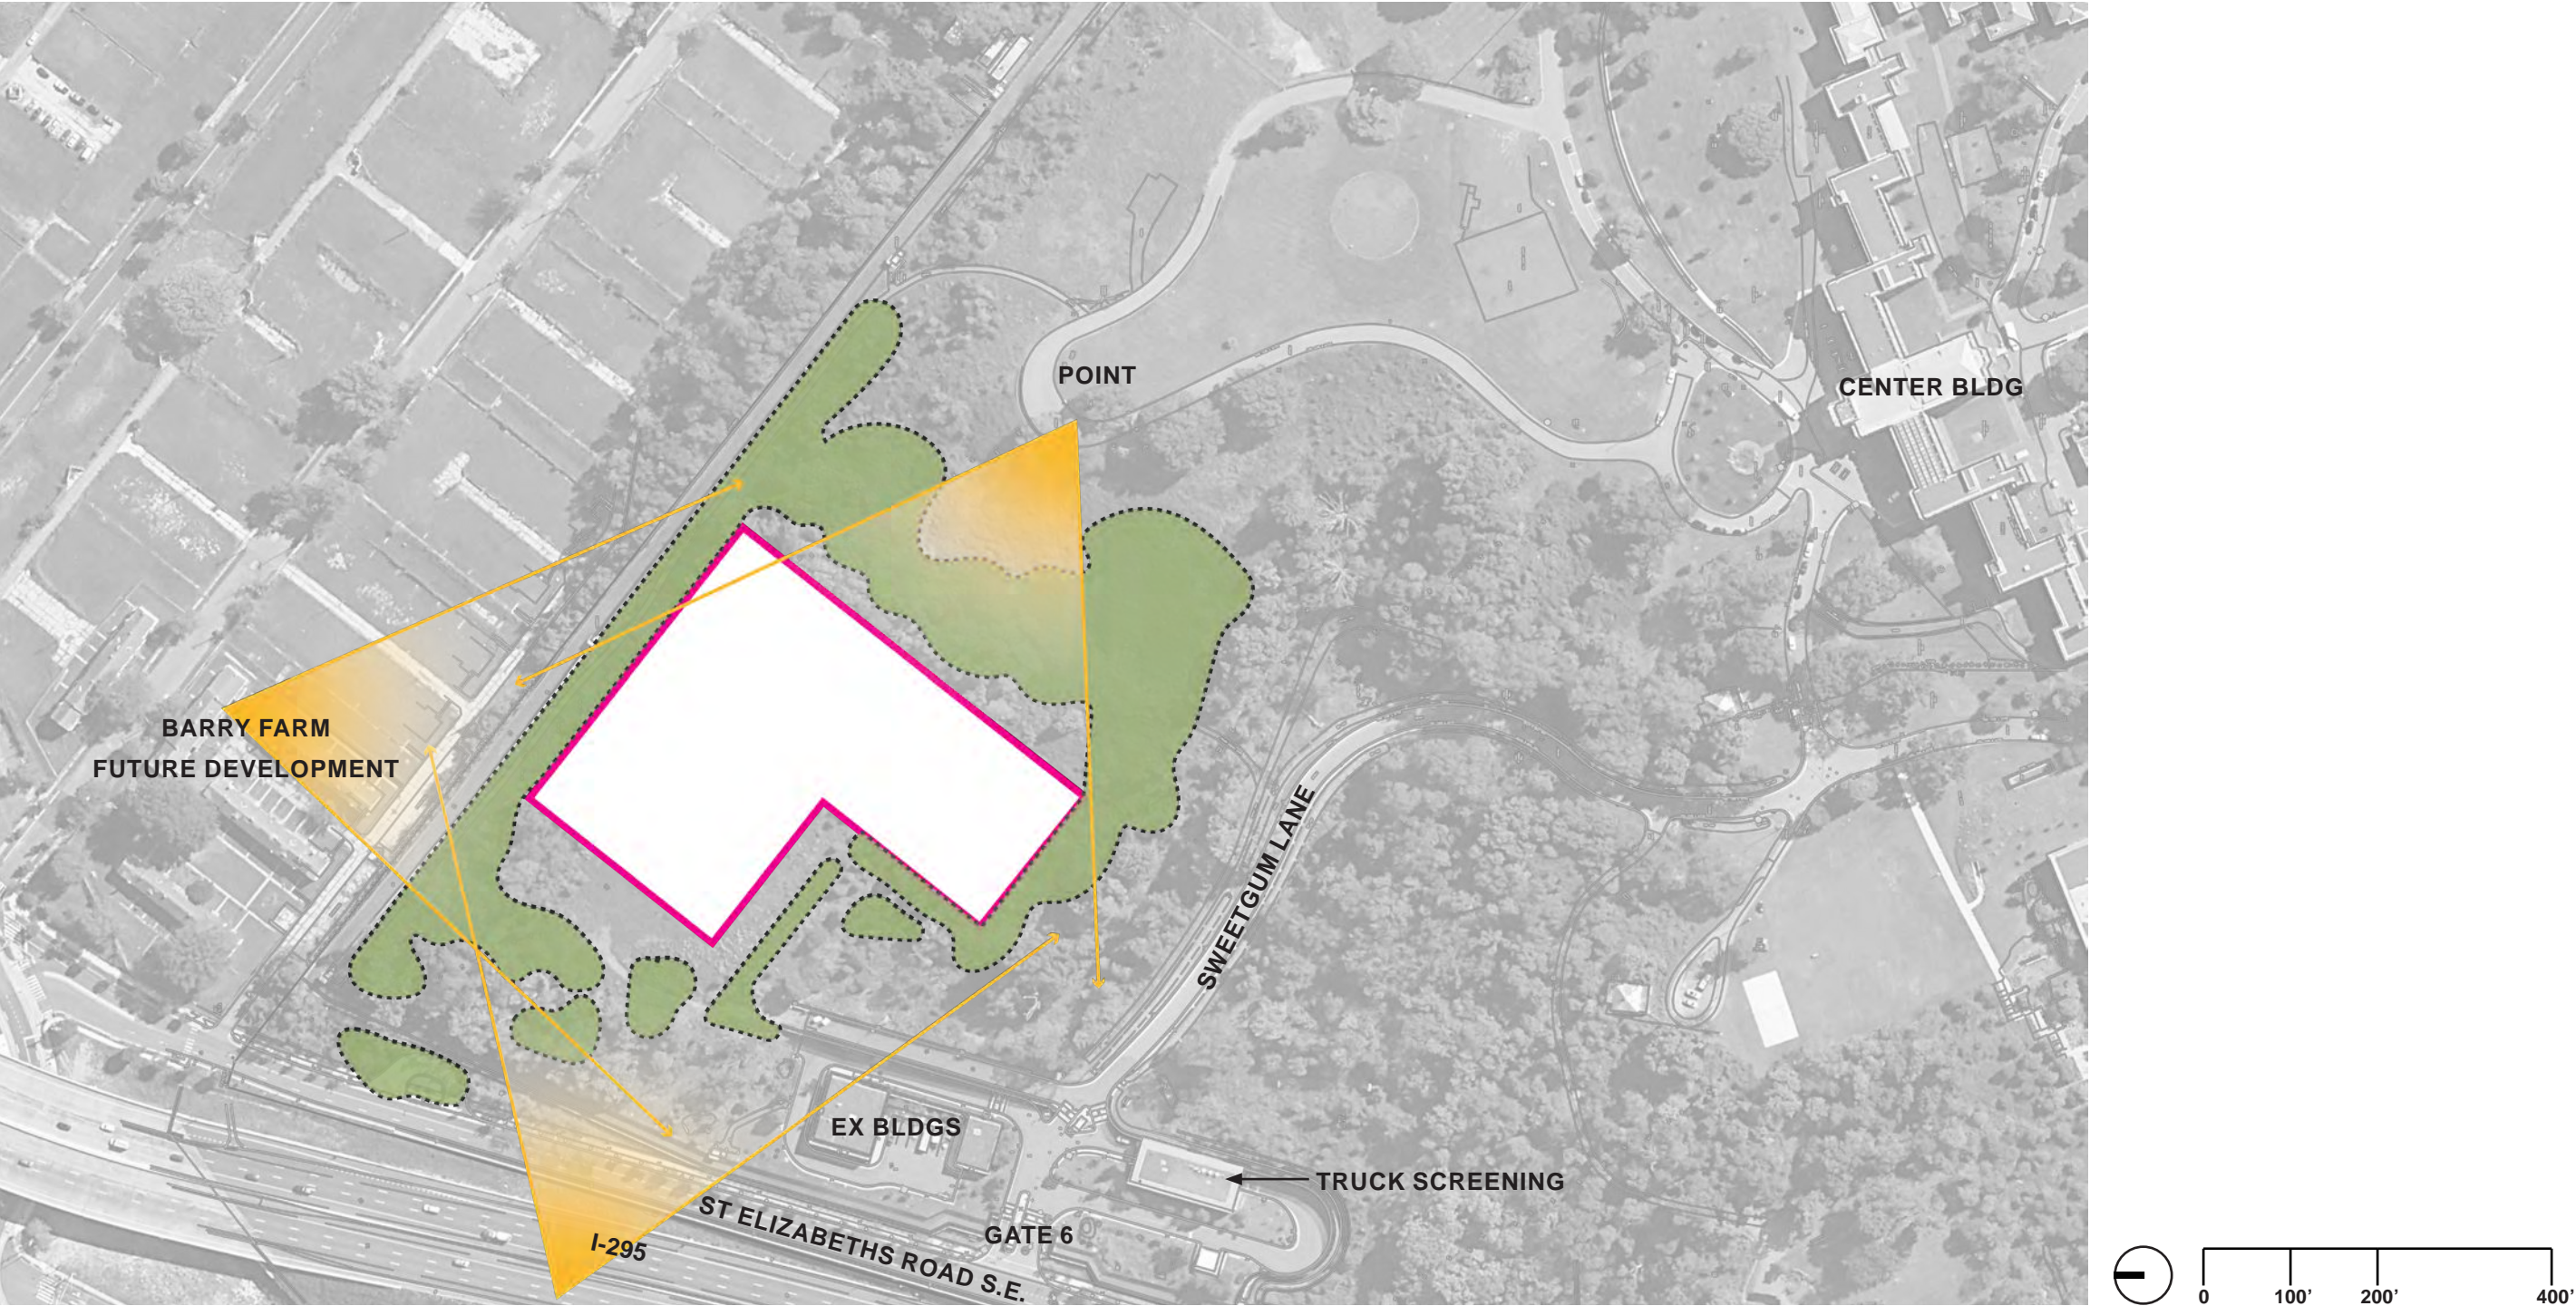 POINT
CENTER BLDG
BARRY FARM
FUTURE DEVELOPMENT
SWEETGUM LANE
EX BLDGS
TRUCK SCREENING
ST ELIZABETHS ROAD S.E.
GATE 6
I-295
0 100’ 200’ 400’